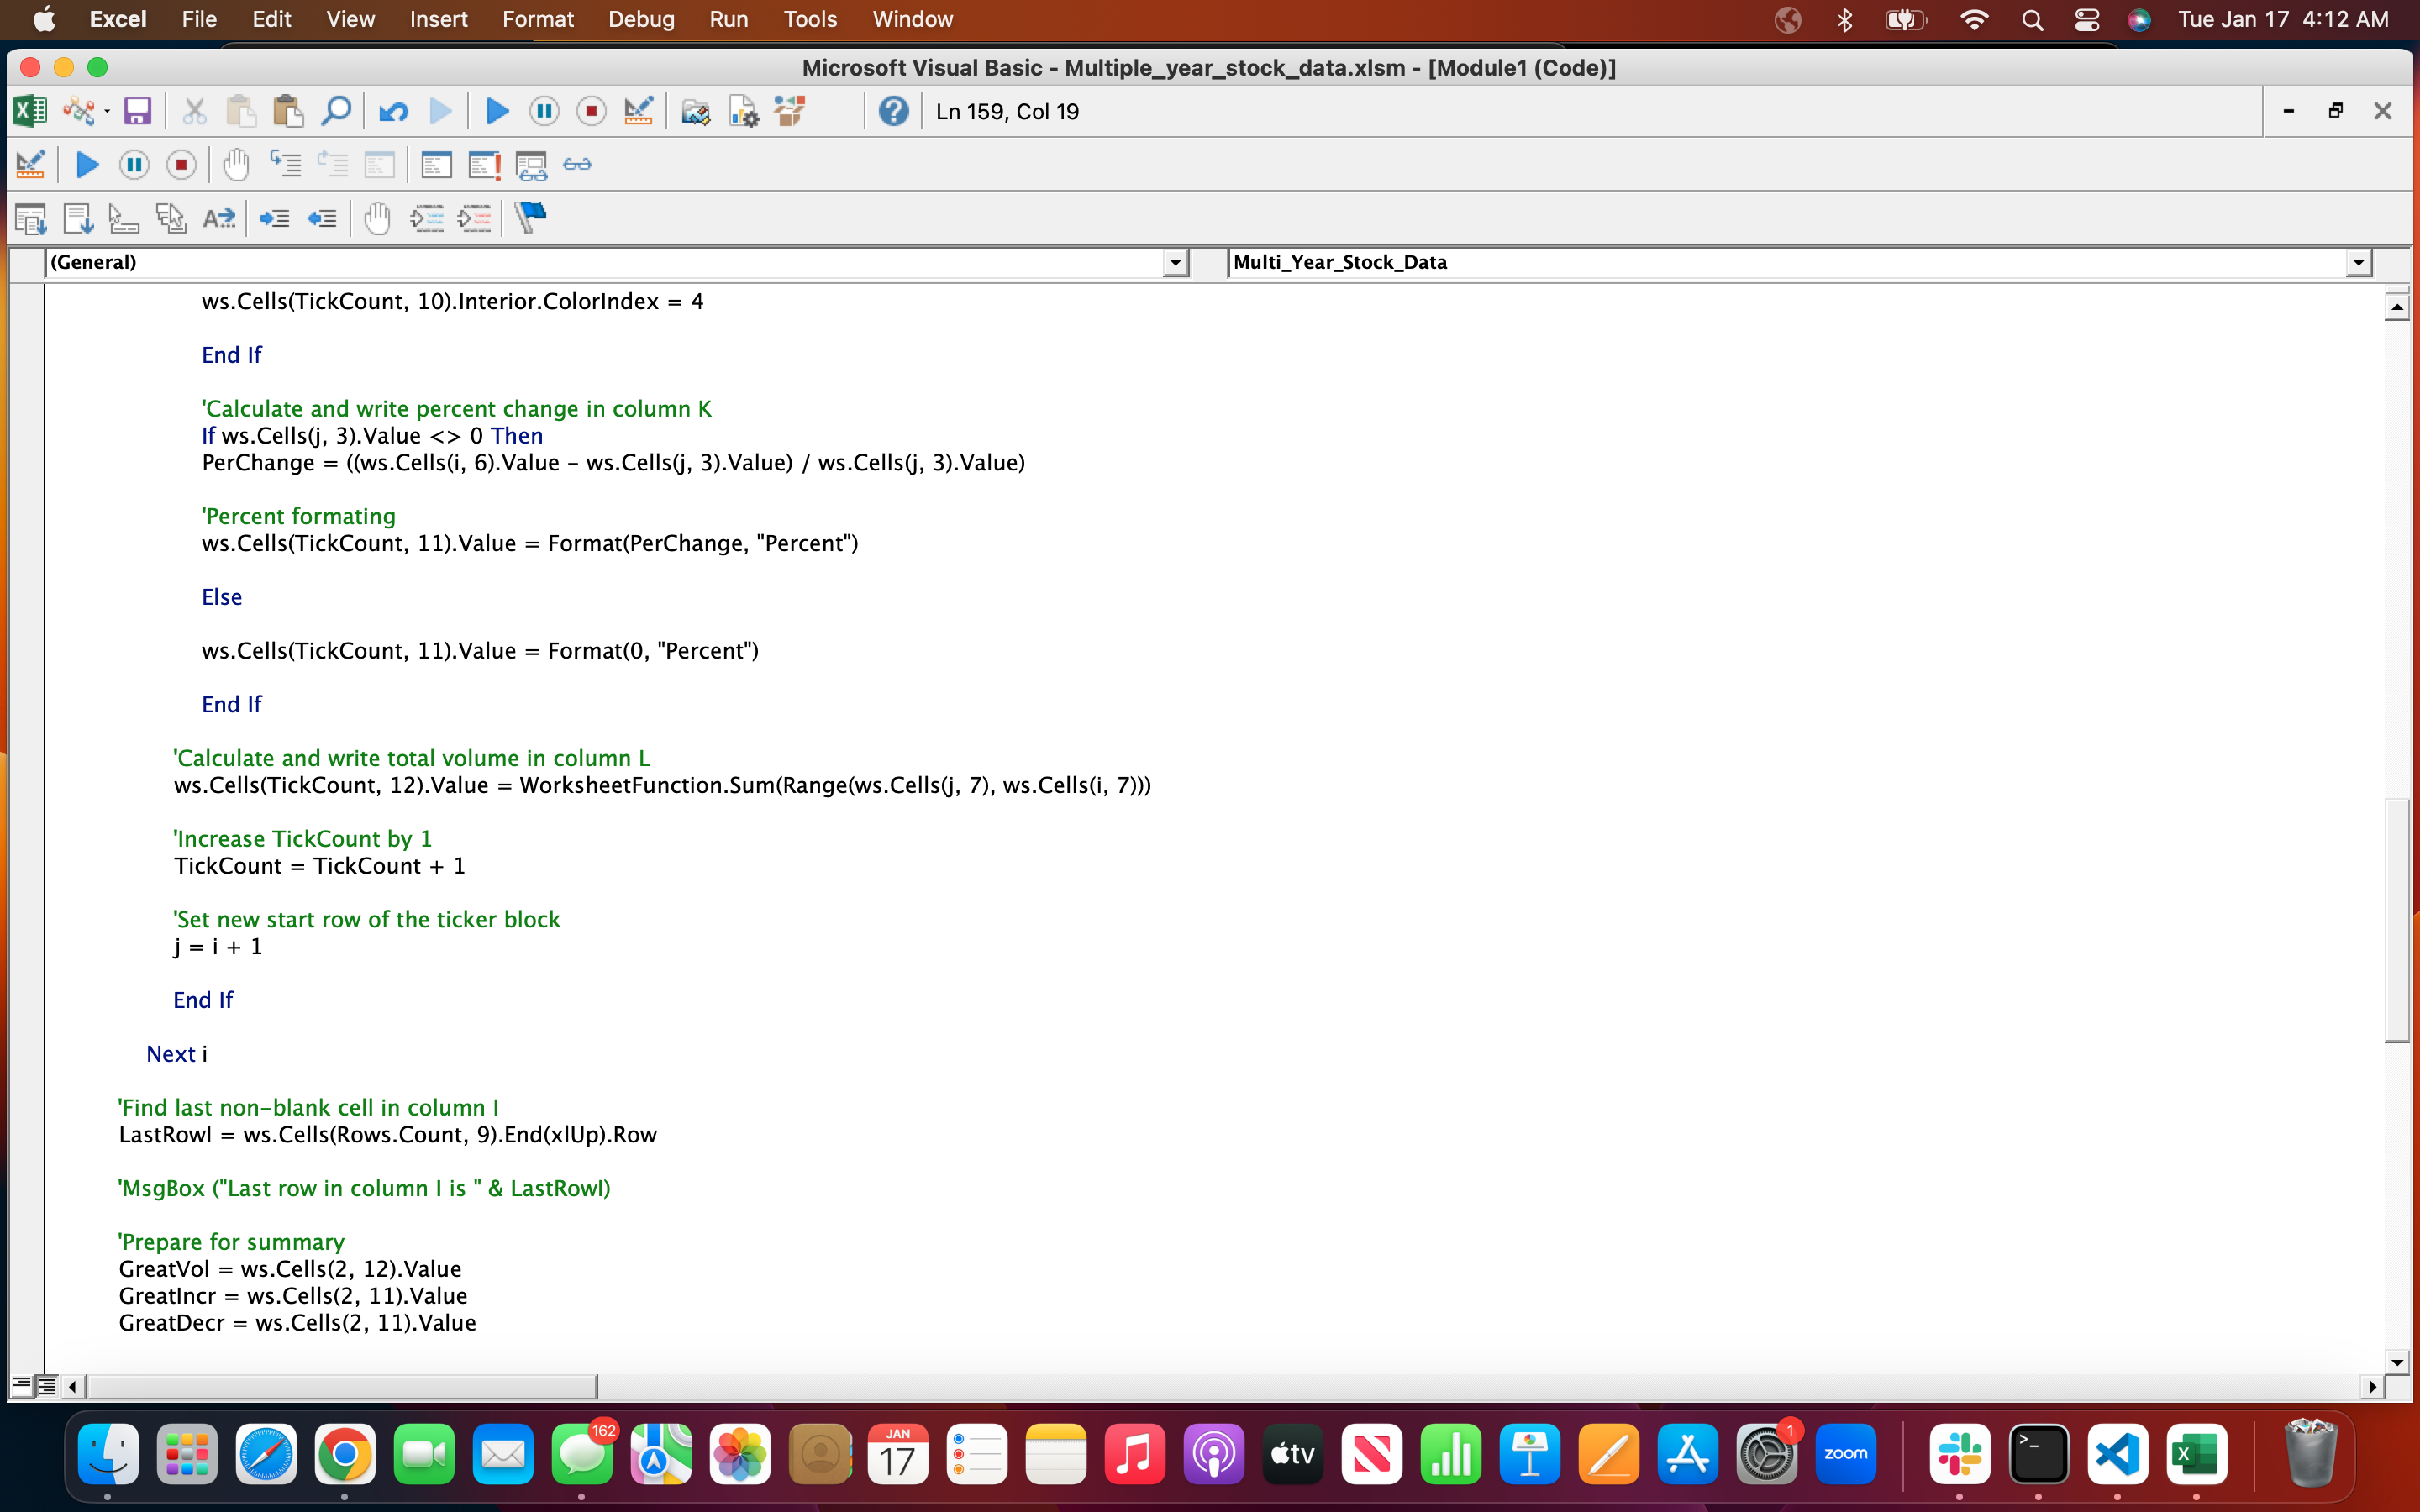 Excel File Edit View Insert Format Debug Run Tools Window Tue Jan 17 4:12 AM
Microsoft Visual Basic - Multiple_year_stock_data.xlsm - [Module1 (Code)]
Ln 159, Col 19
(General) Multi_Year_Stock_Data
ws.Cells(TickCount, 10).Interior.ColorIndex = 4
End If
'Calculate and write percent change in column K
If ws.Cells(j, 3).Value <> 0 Then
PerChange = ((ws.Cells(i, 6).Value - ws.Cells(j, 3).Value) / ws.Cells(j, 3).Value)
'Percent formating
ws.Cells(TickCount, 11).Value = Format(PerChange, "Percent")
Else
ws.Cells(TickCount, 11).Value = Format(0, "Percent")
End If
'Calculate and write total volume in column L
ws.Cells(TickCount, 12).Value = WorksheetFunction.Sum(Range(ws.Cells(j, 7), ws.Cells(i, 7)))
'Increase TickCount by 1
TickCount = TickCount + 1
'Set new start row of the ticker block
j = i + 1
End If
Next i
'Find last non-blank cell in column I
LastRowI = ws.Cells(Rows.Count, 9).End(xlUp).Row
'MsgBox ("Last row in column I is " & LastRowI)
'Prepare for summary
GreatVol = ws.Cells(2, 12).Value
GreatIncr = ws.Cells(2, 11).Value
GreatDecr = ws.Cells(2, 11).Value
162
JAN
17
tv
1
zoom